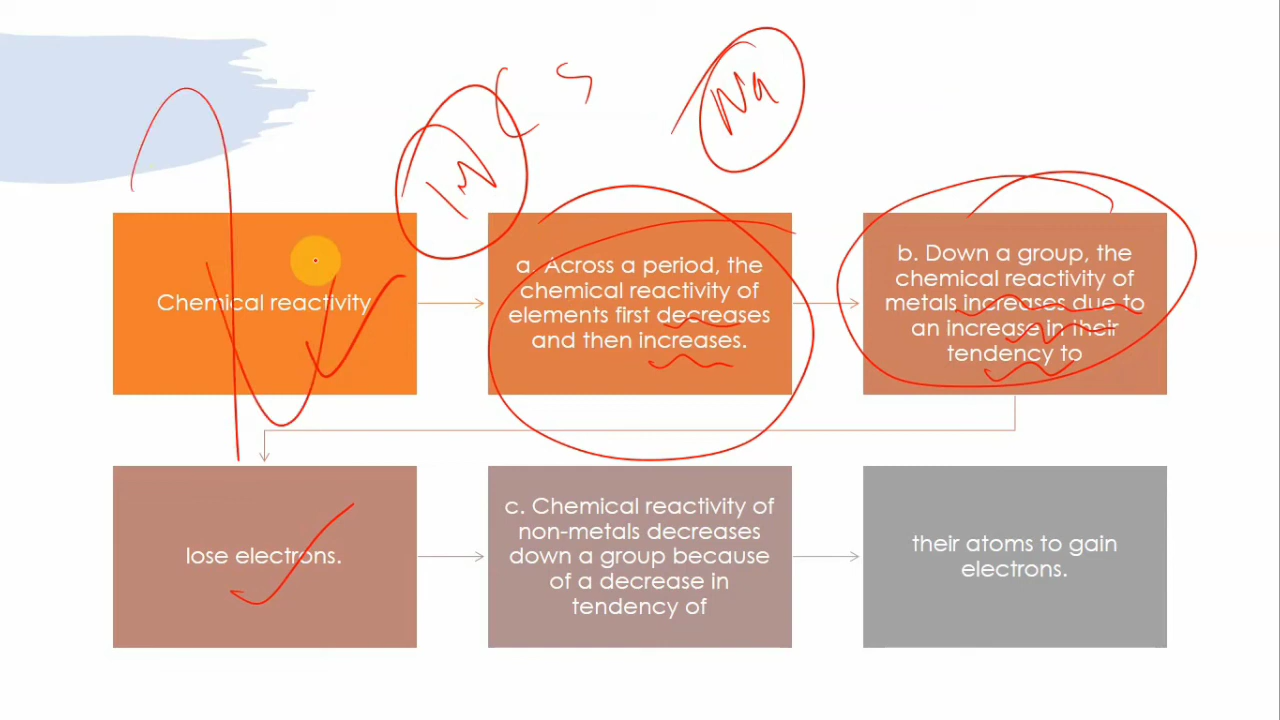 Cs
Na
Chemical reactivity
a. Across a period, the
chemical reactivity of
elements first decreases
and then increases.
b. Down a group, the
chemical reactivity of
metals increases due to
an increase in their
tendency to
lose electrons.
c. Chemical reactivity of
non-metals decreases
down a group because
of a decrease in
tendency of
their atoms to gain
electrons.